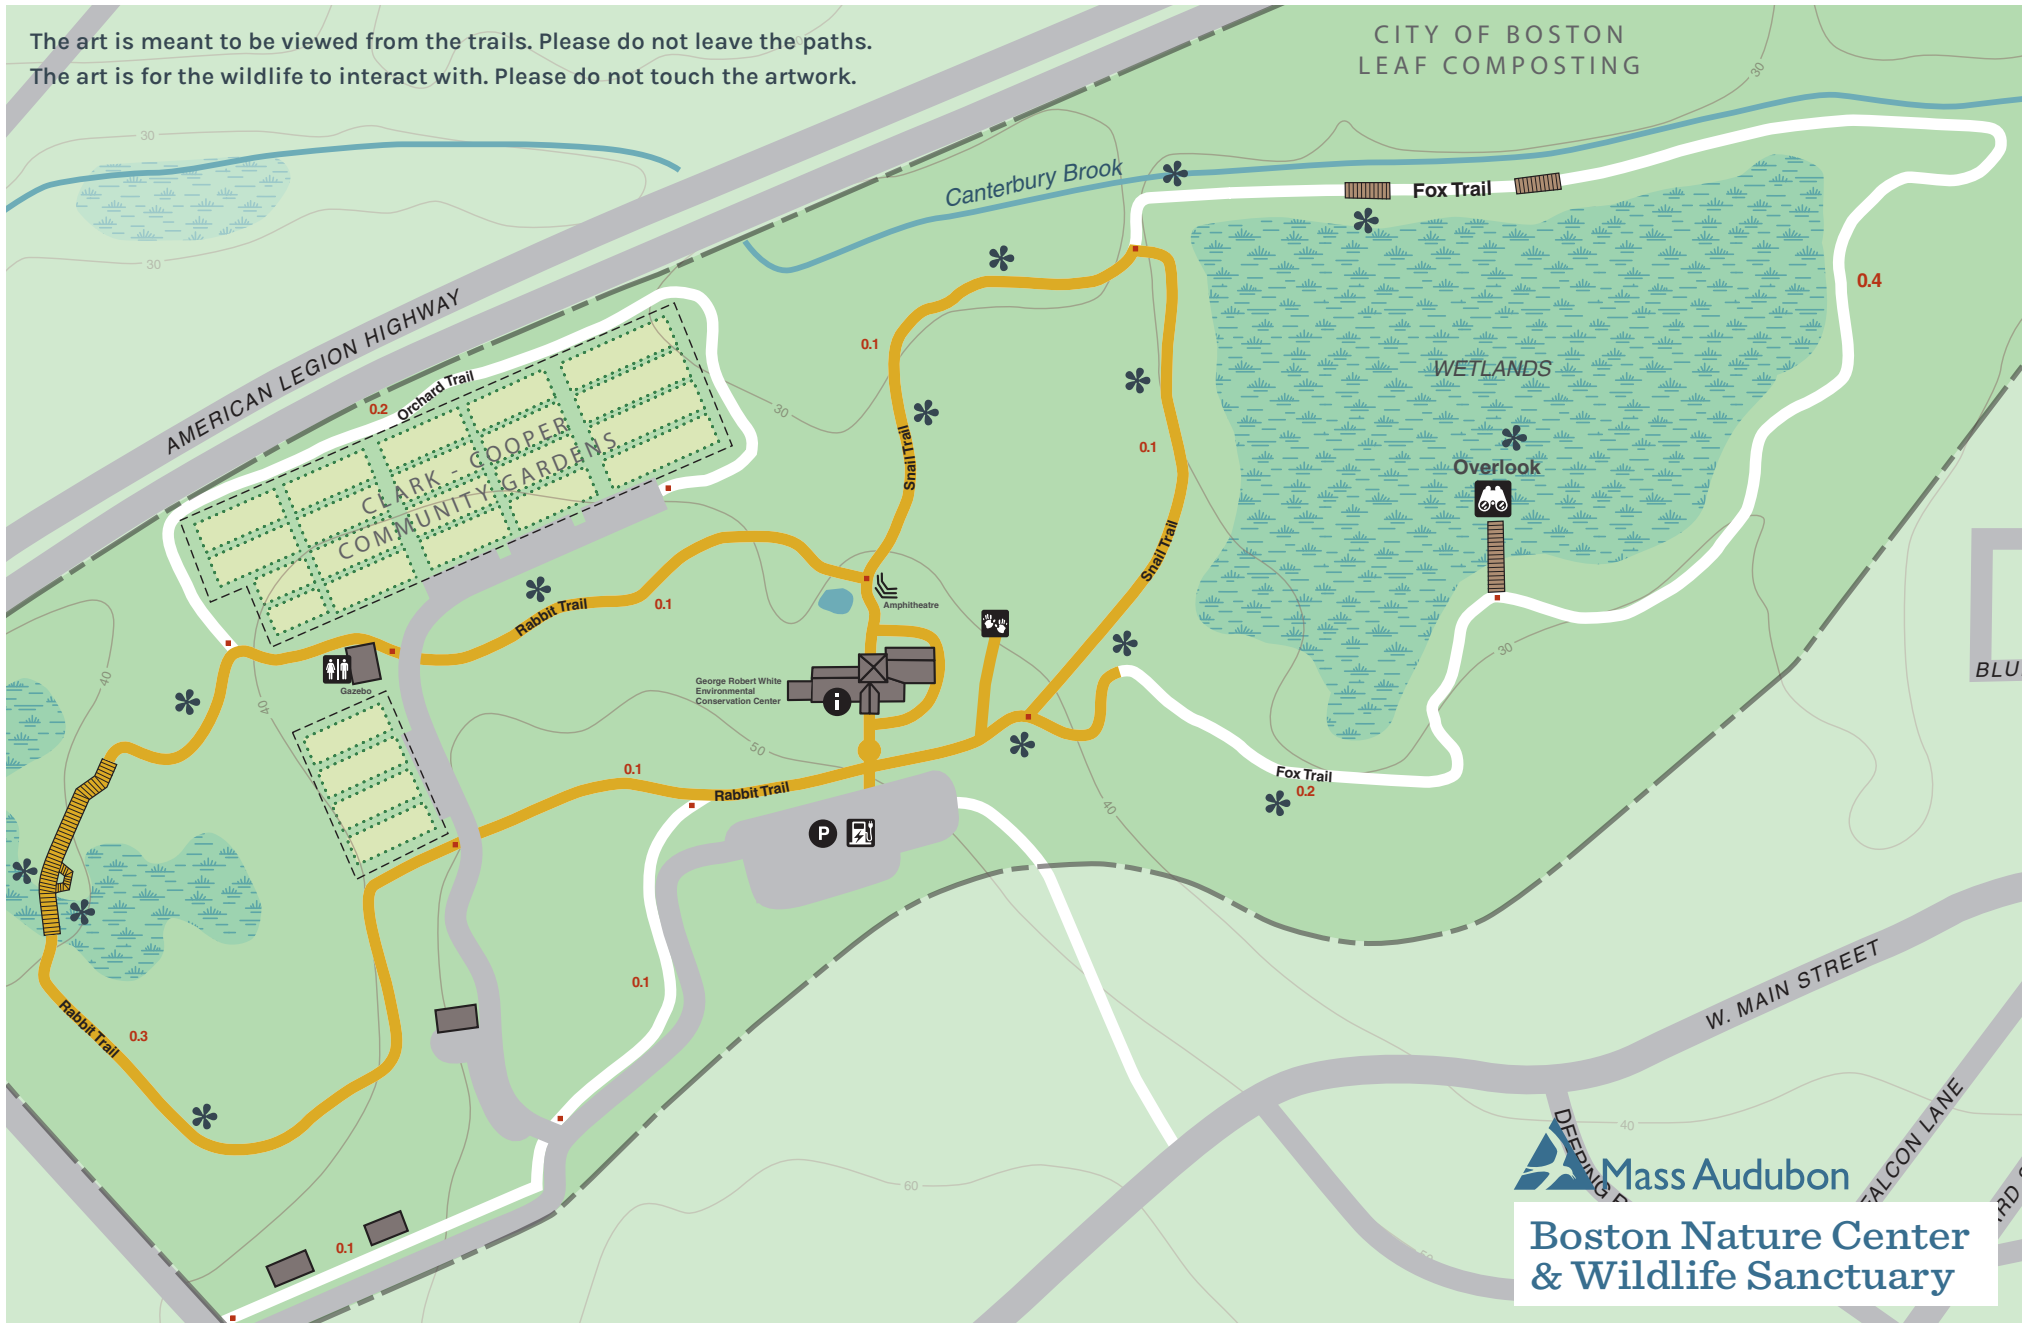 The art is meant to be viewed from the trails. Please do not leave the paths.
The art is for the wildlife to interact with. Please do not touch the artwork.
CITY OF BOSTON
LEAF COMPOSTING
30
30
30
Canterbury Brook
Fox Trail
0.4
AMERICAN LEGION HIGHWAY
Orchard Trail
0.2
0.1
30
WETLANDS
CLARK - COOPER
COMMUNITY GARDENS
Snail Trail
0.1
Overlook
Snail Trail
Rabbit Trail
0.1
Amphitheatre
30
40
40
Gazebo
George Robert White
Environmental
Conservation Center
i
50
BLU
0.1
Rabbit Trail
Fox Trail
0.2
40
P
0.1
W. MAIN STREET
Rabbit Trail
0.3
40
DEERING R
FALCON LANE
RD S
60
0.1
50
Mass Audubon
Boston Nature Center
& Wildlife Sanctuary